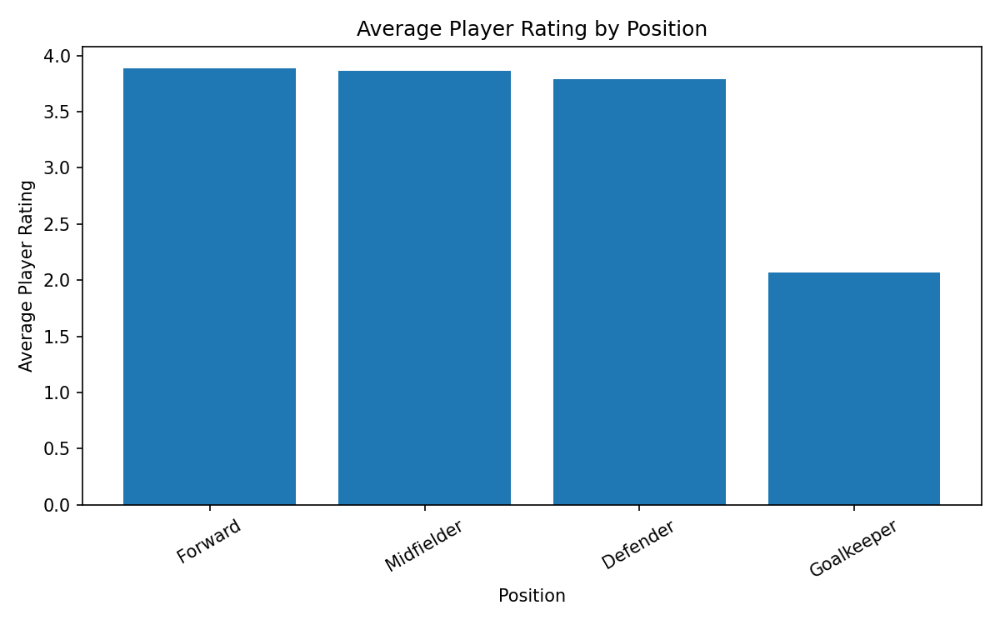 Average Player Rating by Position
Average Player Rating
4.0
3.5
3.0
2.5
2.0
1.5
1.0
0.5
0.0
Forward
Midfielder
Defender
Goalkeeper
Position